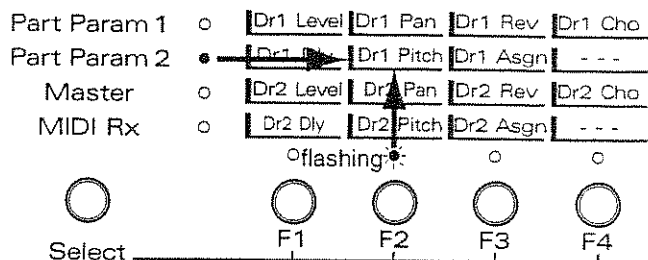 Part Param 1 Dr1 Level Dr1 Pan Dr1 Rev Dr1 Cho
Part Param 2 Dr1 Dly Dr1 Pitch Dr1 Asgn ---
Master Dr2 Level Dr2 Pan Dr2 Rev Dr2 Cho
MIDI Rx Dr2 Dly Dr2 Pitch Dr2 Asgn ---
flashing
F1 F2 F3 F4
Select